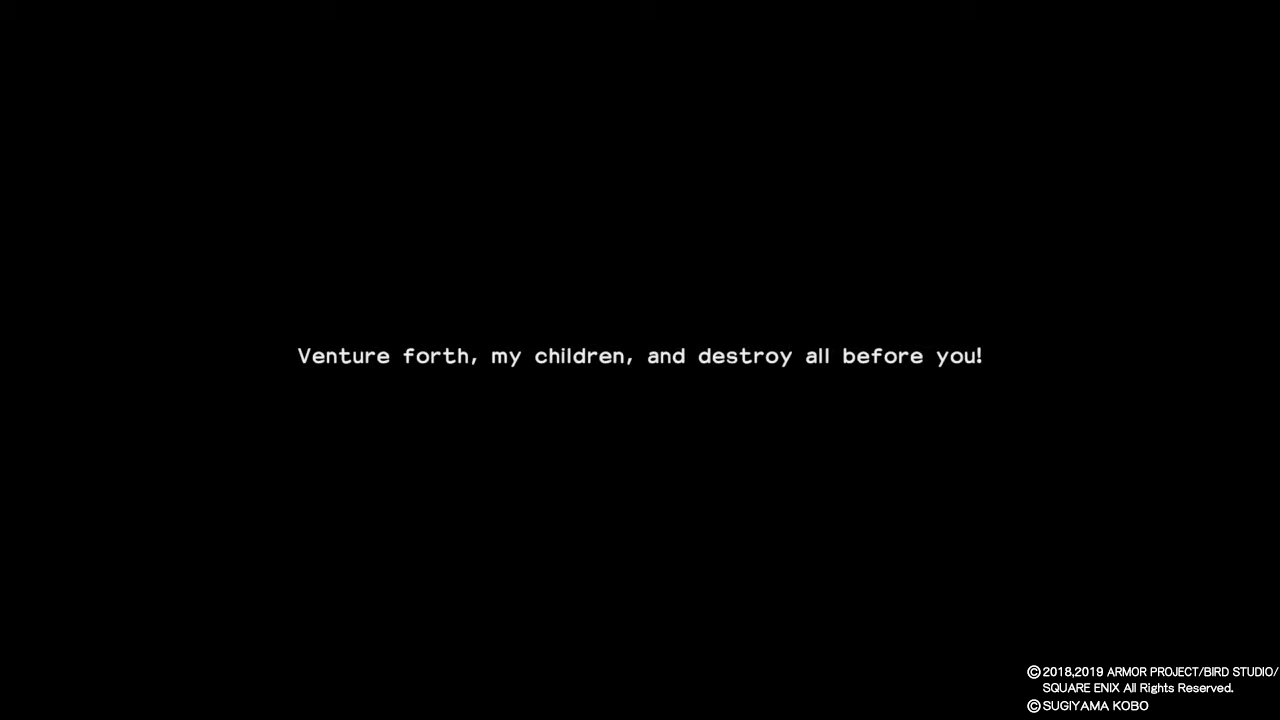 Venture forth, my children, and destroy all before you!
©2018,2019 ARMOR PROJECT/BIRD STUDIO/
SQUARE ENIX All Rights Reserved.
©SUGIYAMA KOBO